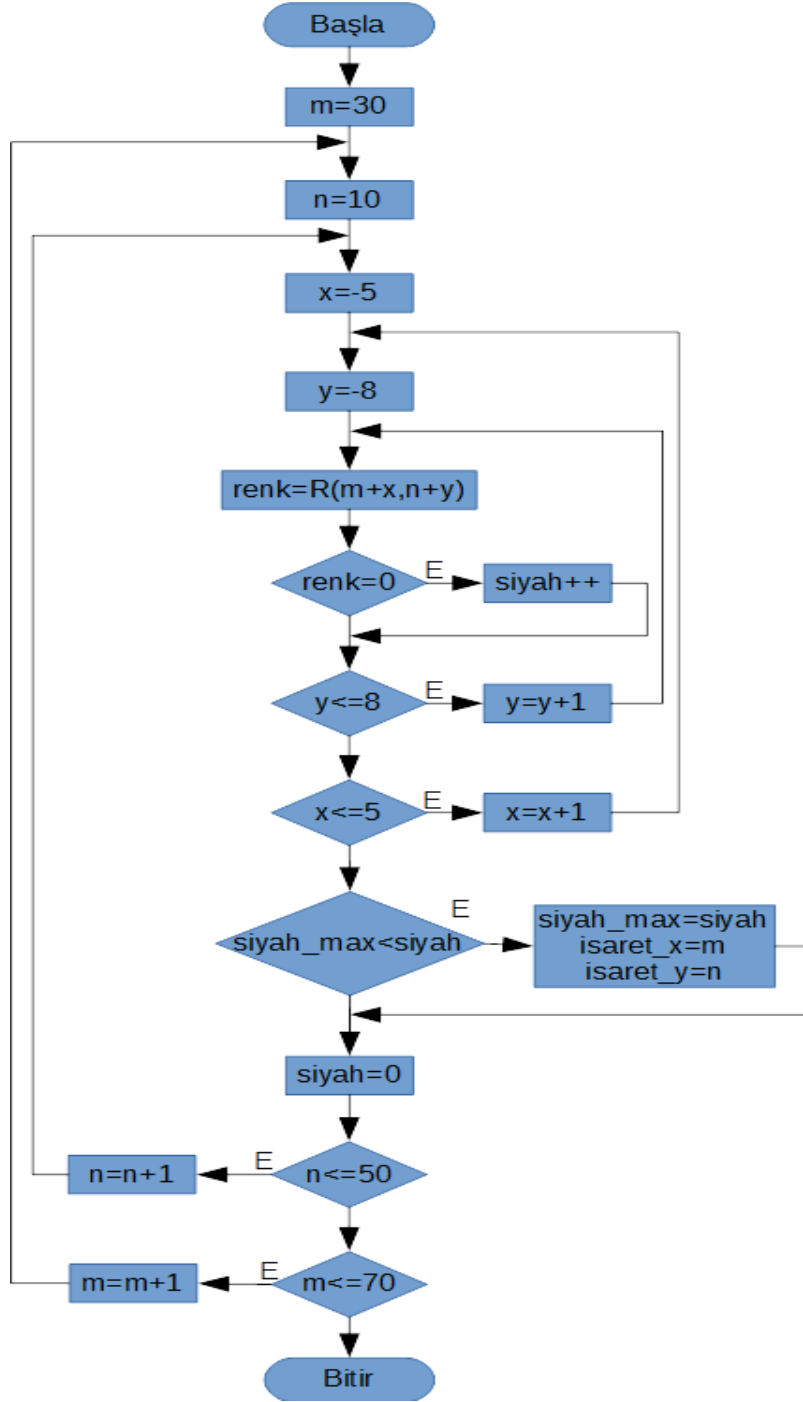 Başla
m=30
n=10
x=-5
y=-8
renk=R(m+x,n+y)
renk=0
E
siyah++
y<=8
E
y=y+1
x<=5
E
x=x+1
siyah_max<siyah
E
siyah_max=siyah
isaret_x=m
isaret_y=n
siyah=0
n<=50
E
n=n+1
m<=70
E
m=m+1
Bitir